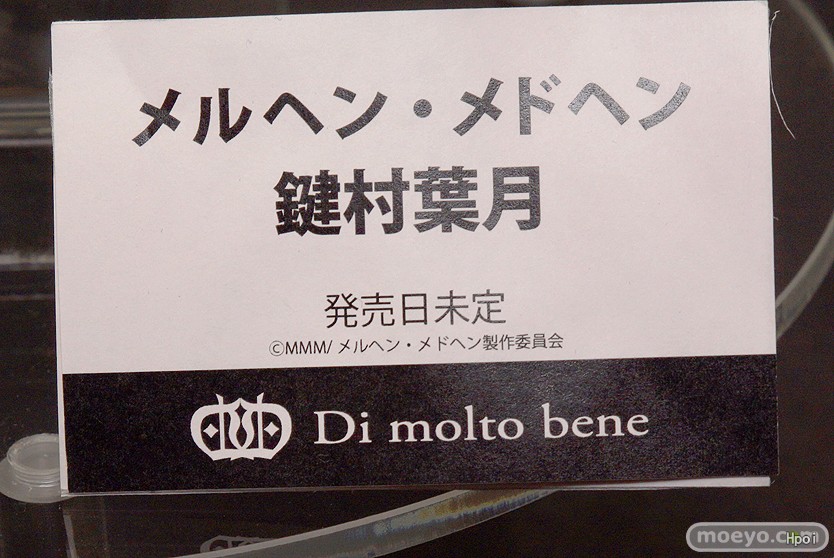 メルヘン・メドヘン
鍵村葉月
発売日未定
©MMM/ メルヘン・メドヘン製作委員会
Di molto bene
moeyo.com
Hpoi